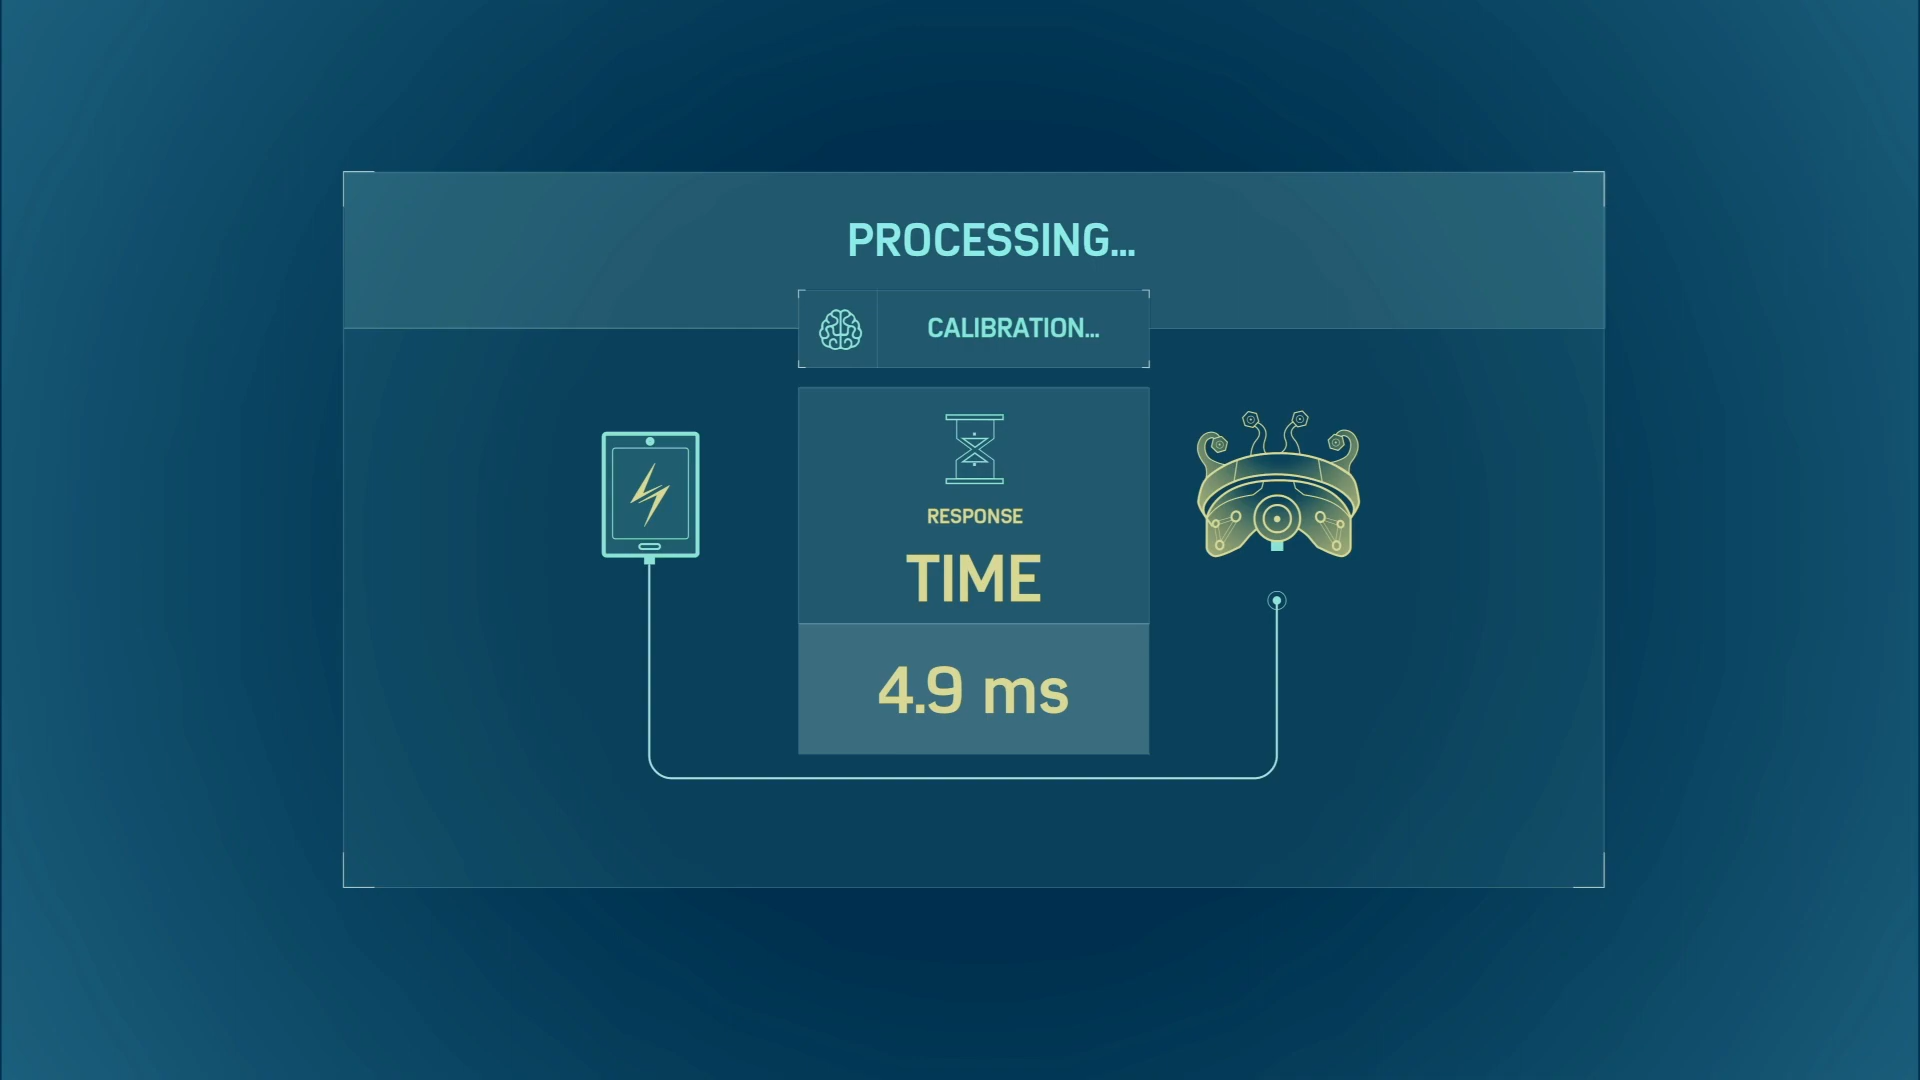 PROCESSING...
CALIBRATION...
RESPONSE
TIME
4.9 ms